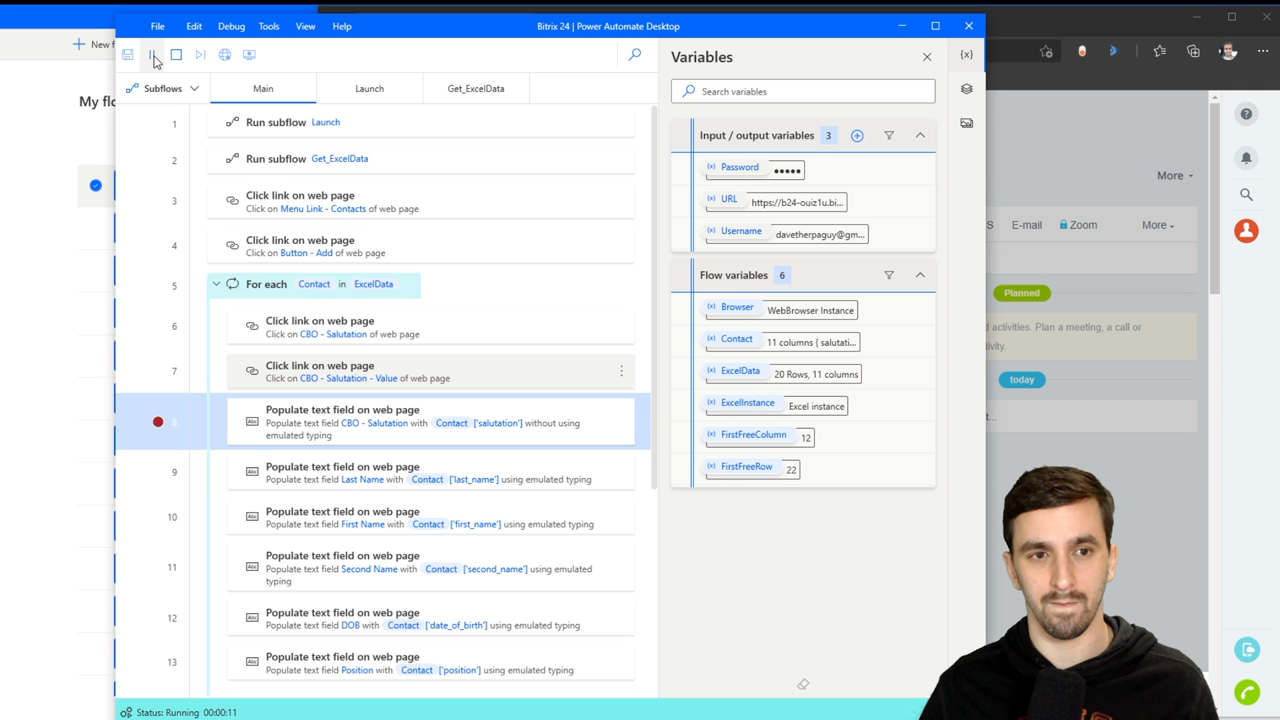 File Edit Debug Tools View Help
Bitrix 24 | Power Automate Desktop
New f
My flo
Subflows
Main
Launch
Get_ExcelData
1 Run subflow Launch
2 Run subflow Get_ExcelData
3 Click link on web page
Click on Menu Link - Contacts of web page
4 Click link on web page
Click on Button - Add of web page
5 For each Contact in ExcelData
6 Click link on web page
Click on CBO - Salutation of web page
7 Click link on web page
Click on CBO - Salutation - Value of web page
8 Populate text field on web page
Populate text field CBO - Salutation with Contact ['salutation'] without using
emulated typing
9 Populate text field on web page
Populate text field Last Name with Contact ['last_name'] using emulated typing
10 Populate text field on web page
Populate text field First Name with Contact ['first_name'] using emulated typing
11 Populate text field on web page
Populate text field Second Name with Contact ['second_name'] using emulated
typing
12 Populate text field on web page
Populate text field DOB with Contact ['date_of_birth'] using emulated typing
13 Populate text field on web page
Populate text field Position with Contact ['position'] using emulated typing
Status: Running 00:00:11
Variables
{x}
Search variables
Input / output variables 3
Password •••••
URL https://b24-ouiz1u.bi...
Username davetherpaguy@gm...
Flow variables 6
Browser WebBrowser Instance
Contact 11 columns { salutati...
ExcelData 20 Rows, 11 columns
ExcelInstance Excel instance
FirstFreeColumn 12
FirstFreeRow 22
More
S E-mail Zoom More
Planned
d activities. Plan a meeting, a call or
tivity.
today
t...